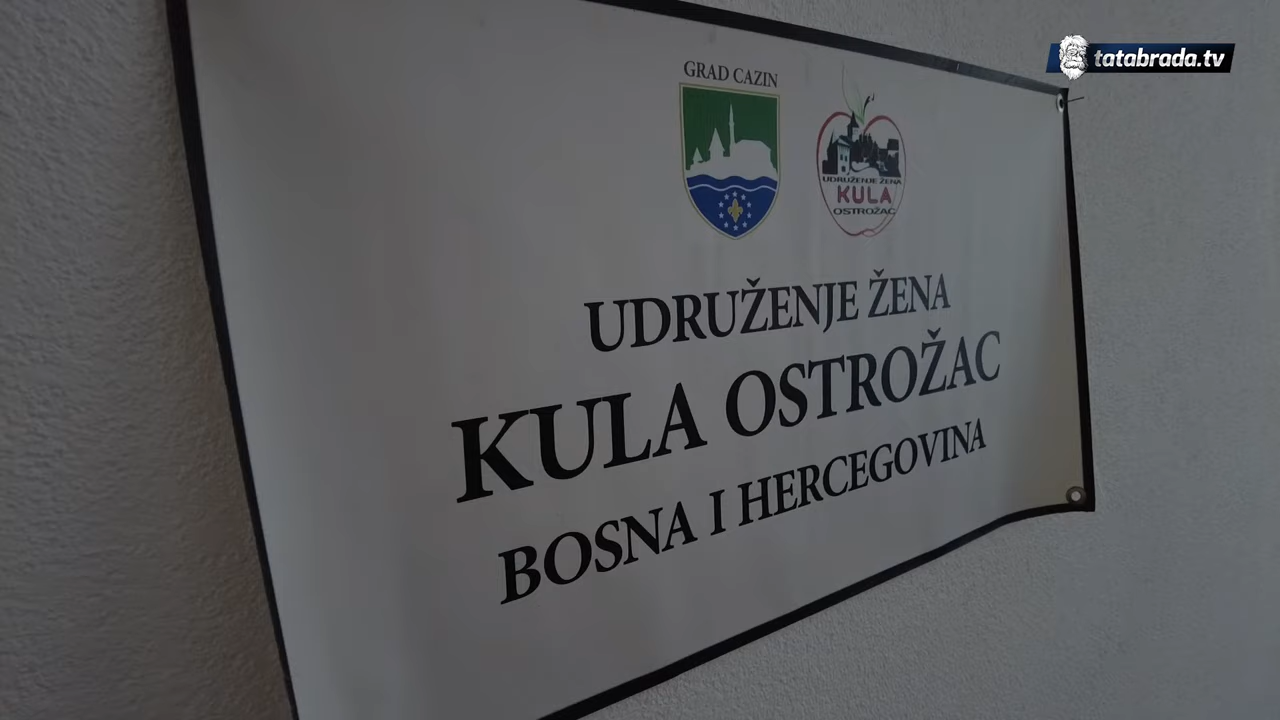 tatabrada.tv
GRAD CAZIN
UDRUŽENJE ŽENA
KULA
OSTROŽAC
UDRUŽENJE ŽENA
KULA OSTROŽAC
BOSNA I HERCEGOVINA